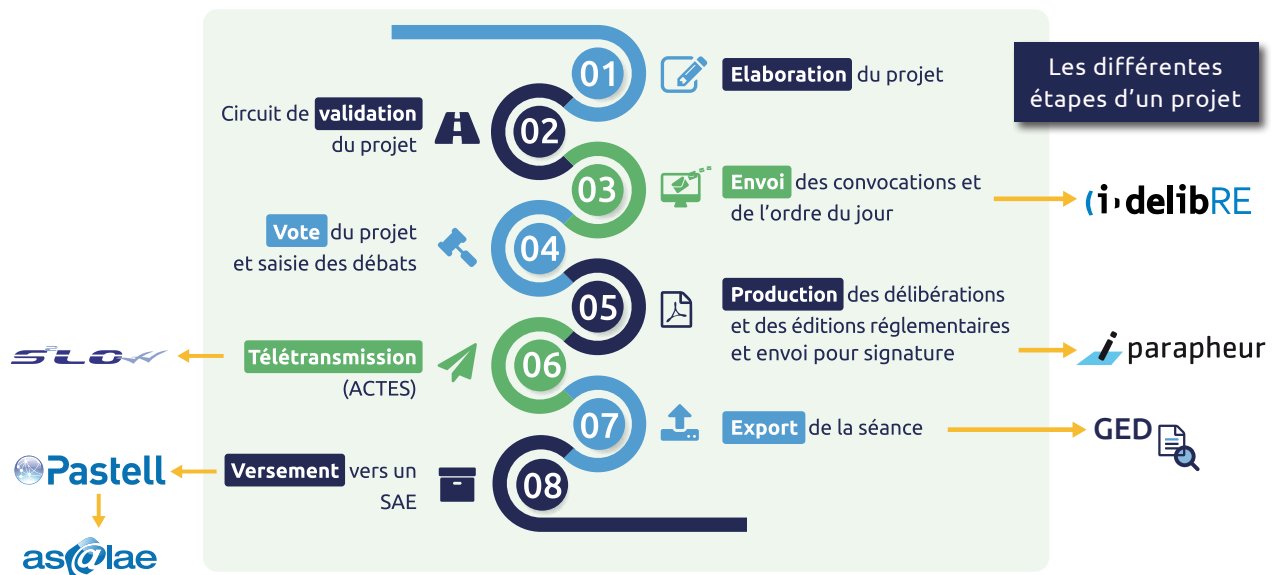 Les différentes
étapes d’un projet
01
Elaboration du projet
Circuit de validation
du projet
02
03
Envoi des convocations et
de l’ordre du jour
i delibRE
Vote du projet
et saisie des débats
04
05
Production des délibérations
et des éditions réglementaires
et envoi pour signature
i parapheur
S²LOW
Télétransmission
(ACTES)
06
07
Export de la séance
GED
Pastell
Versement vers un
SAE
08
as@lae